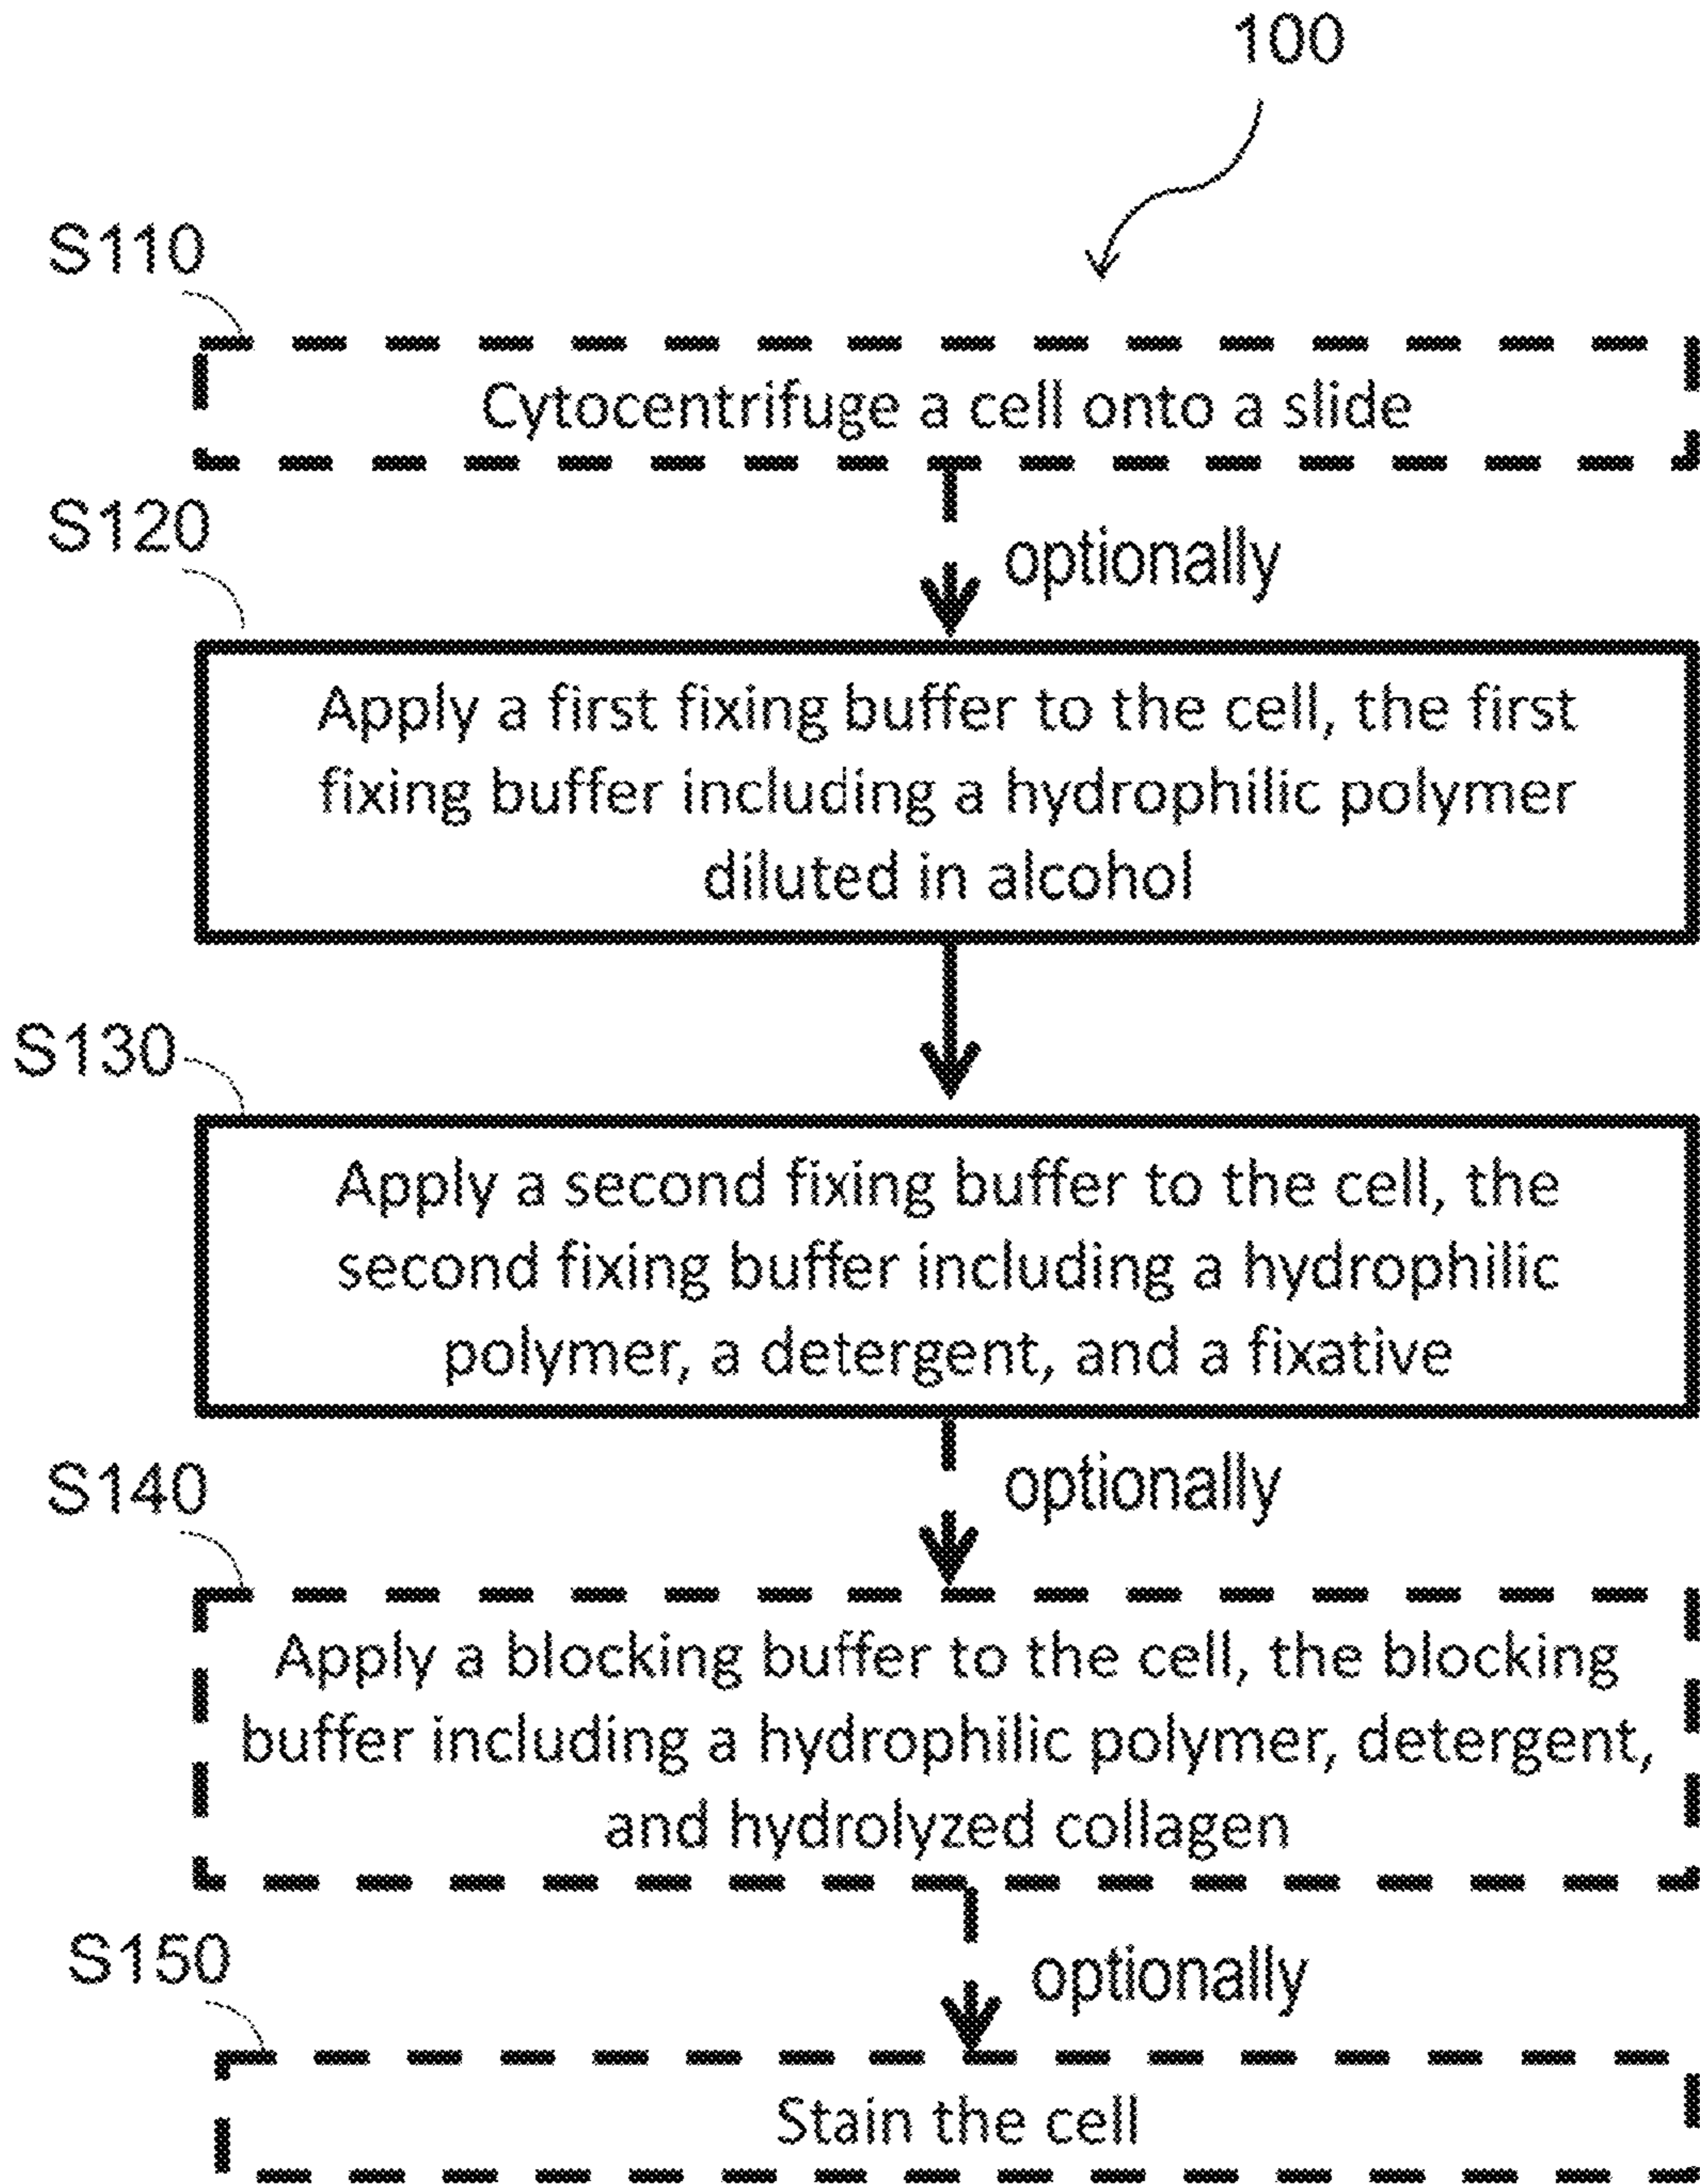 100
S110
Cytocentrifuge a cell onto a slide
S120
optionally
Apply a first fixing buffer to the cell, the first
fixing buffer including a hydrophilic polymer
diluted in alcohol
S130
Apply a second fixing buffer to the cell, the
second fixing buffer including a hydrophilic
polymer, a detergent, and a fixative
S140
optionally
Apply a blocking buffer to the cell, the blocking
buffer including a hydrophilic polymer, detergent,
and hydrolyzed collagen
S150
optionally
Stain the cell